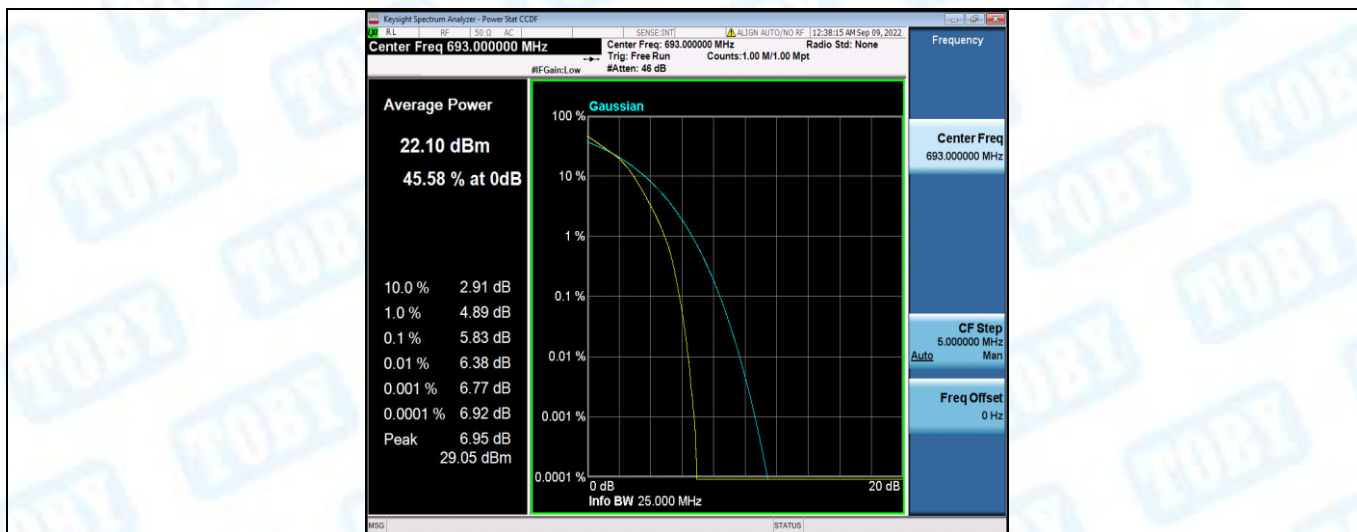 Keysight Spectrum Analyzer - Power Stat CCDF
LXI RL RF 50 Ω AC SENSE:INT ALIGN AUTO/NO RF 12:38:15 AM Sep 09, 2022
Center Freq 693.000000 MHz
Center Freq: 693.000000 MHz Radio Std: None
Trig: Free Run Counts:1.00 M/1.00 Mpt
#IFGain:Low #Atten: 46 dB
Frequency
Average Power
22.10 dBm
45.58 % at 0dB
10.0 % 2.91 dB
1.0 % 4.89 dB
0.1 % 5.83 dB
0.01 % 6.38 dB
0.001 % 6.77 dB
0.0001 % 6.92 dB
Peak 6.95 dB
29.05 dBm
Gaussian
100 %
10 %
1 %
0.1 %
0.01 %
0.001 %
0.0001 %
0 dB 20 dB
Info BW 25.000 MHz
Center Freq
693.000000 MHz
CF Step
5.000000 MHz
Auto Man
Freq Offset
0 Hz
MSG STATUS
TOBY
TOBY
TOBY
TOBY
TOBY
TOBY